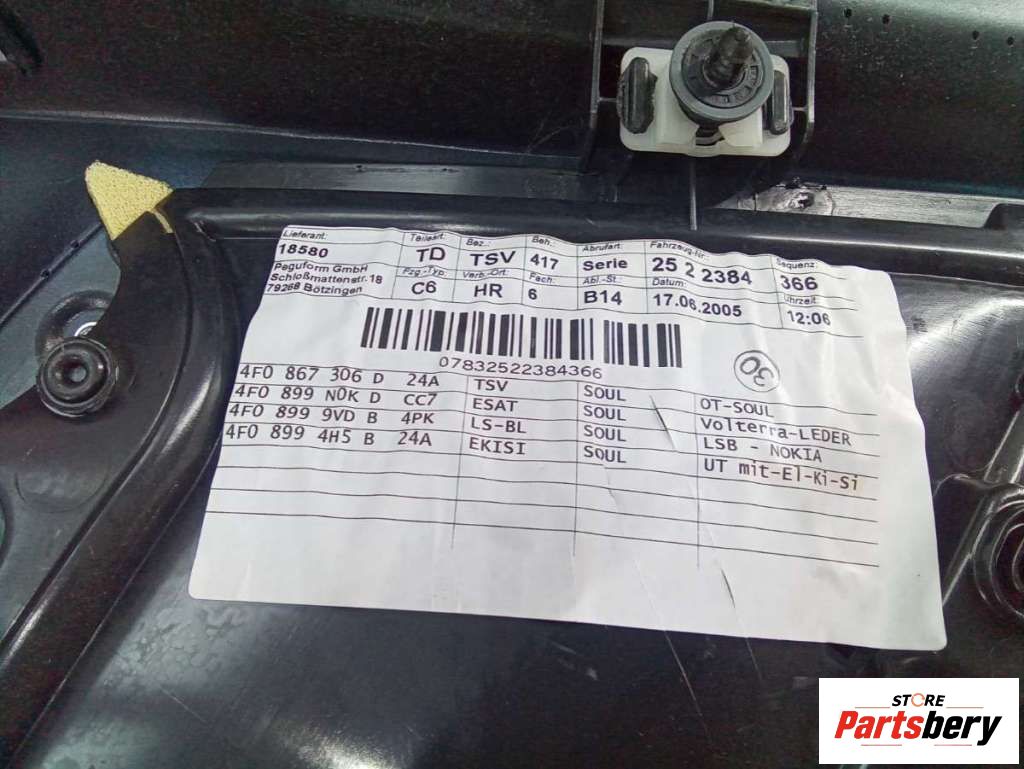 Lieferant: Teileart: Bez.: Beh.: Abrufart: Fahrzeug-Nr.: Sequenz:
18580 TD TSV 417 Serie 25 2 2384 366
Peguform GmbH Fzg.-Typ: Verb.-Ort: Fach: Abl.-St.: Datum: Uhrzeit:
Schloßmattenstr.18 C6 HR 6 B14 17.06.2005 12:06
79268 Bötzingen
07832522384366
30
4F0 867 306 D 24A TSV SOUL OT-SOUL
4F0 899 N0K D CC7 ESAT SOUL Volterra-LEDER
4F0 899 9VD B 4PK LS-BL SOUL LSB - NOKIA
4F0 899 4H5 B 24A EKISI SOUL UT mit-El-Ki-Si
STORE
Partsbery